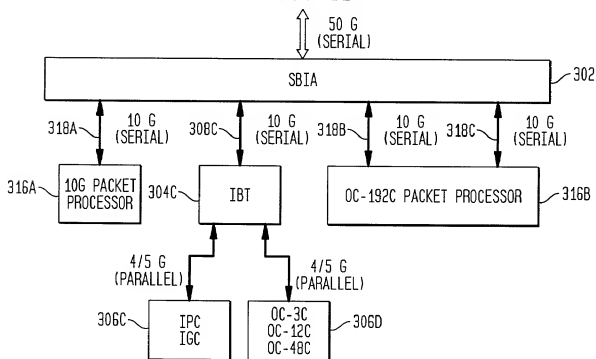 50 G
(SERIAL)
SBIA
302
318A
10 G
(SERIAL)
308C
10 G
(SERIAL)
318B
10 G
(SERIAL)
318C
10 G
(SERIAL)
316A
10G PACKET
PROCESSOR
304C
IBT
OC-192C PACKET PROCESSOR
316B
4/5 G
(PARALLEL)
4/5 G
(PARALLEL)
306C
IPC
IGC
OC-3C
OC-12C
OC-48C
306D